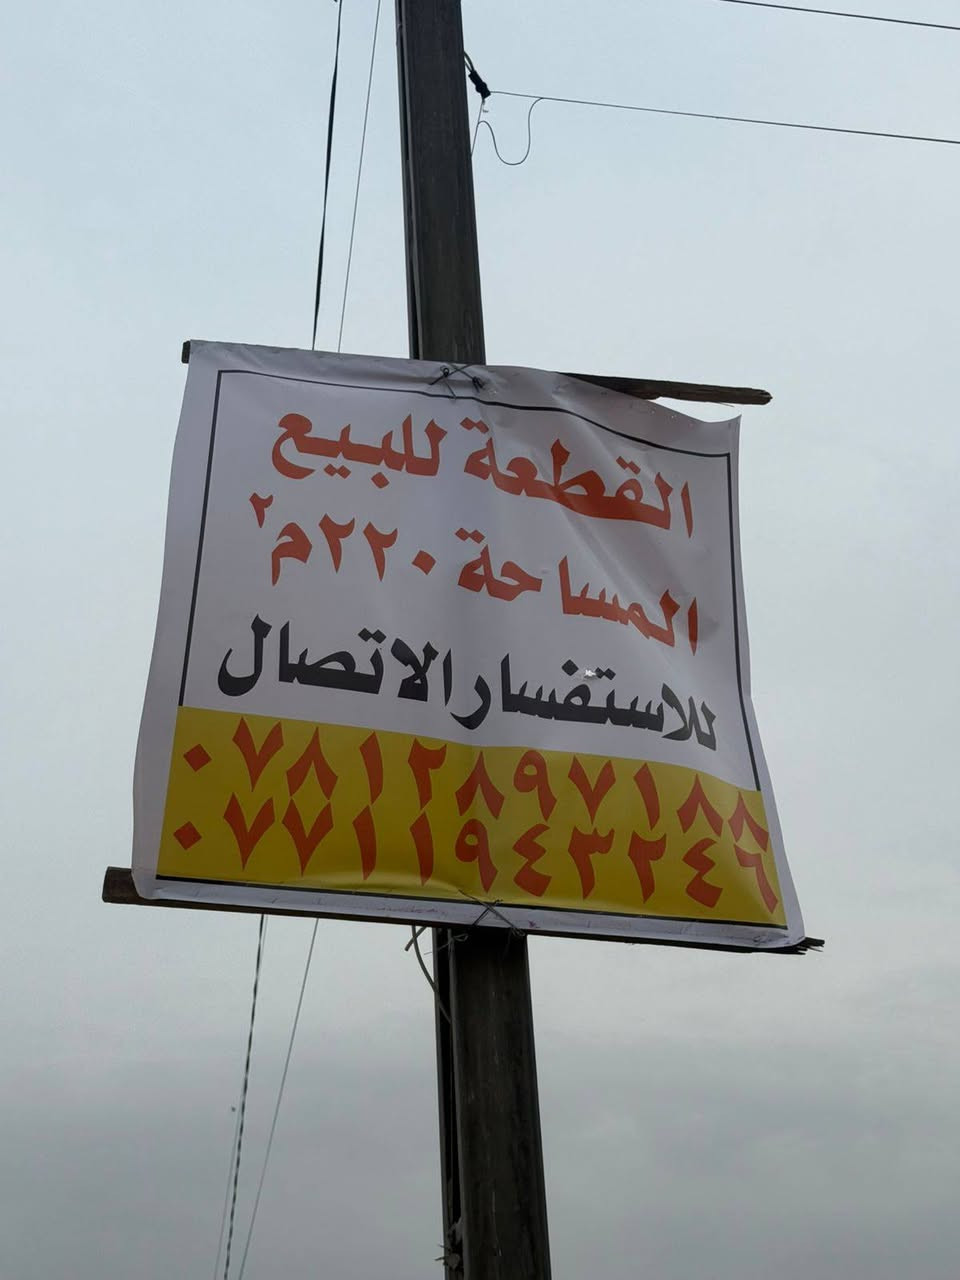 القطعة للبيع
المساحة ٢٢٠م٢
للاستفسار الاتصال
٠٧٨١٢٨٩٧١٨٨
٠٧٧١١٩٤٣٢٤٦